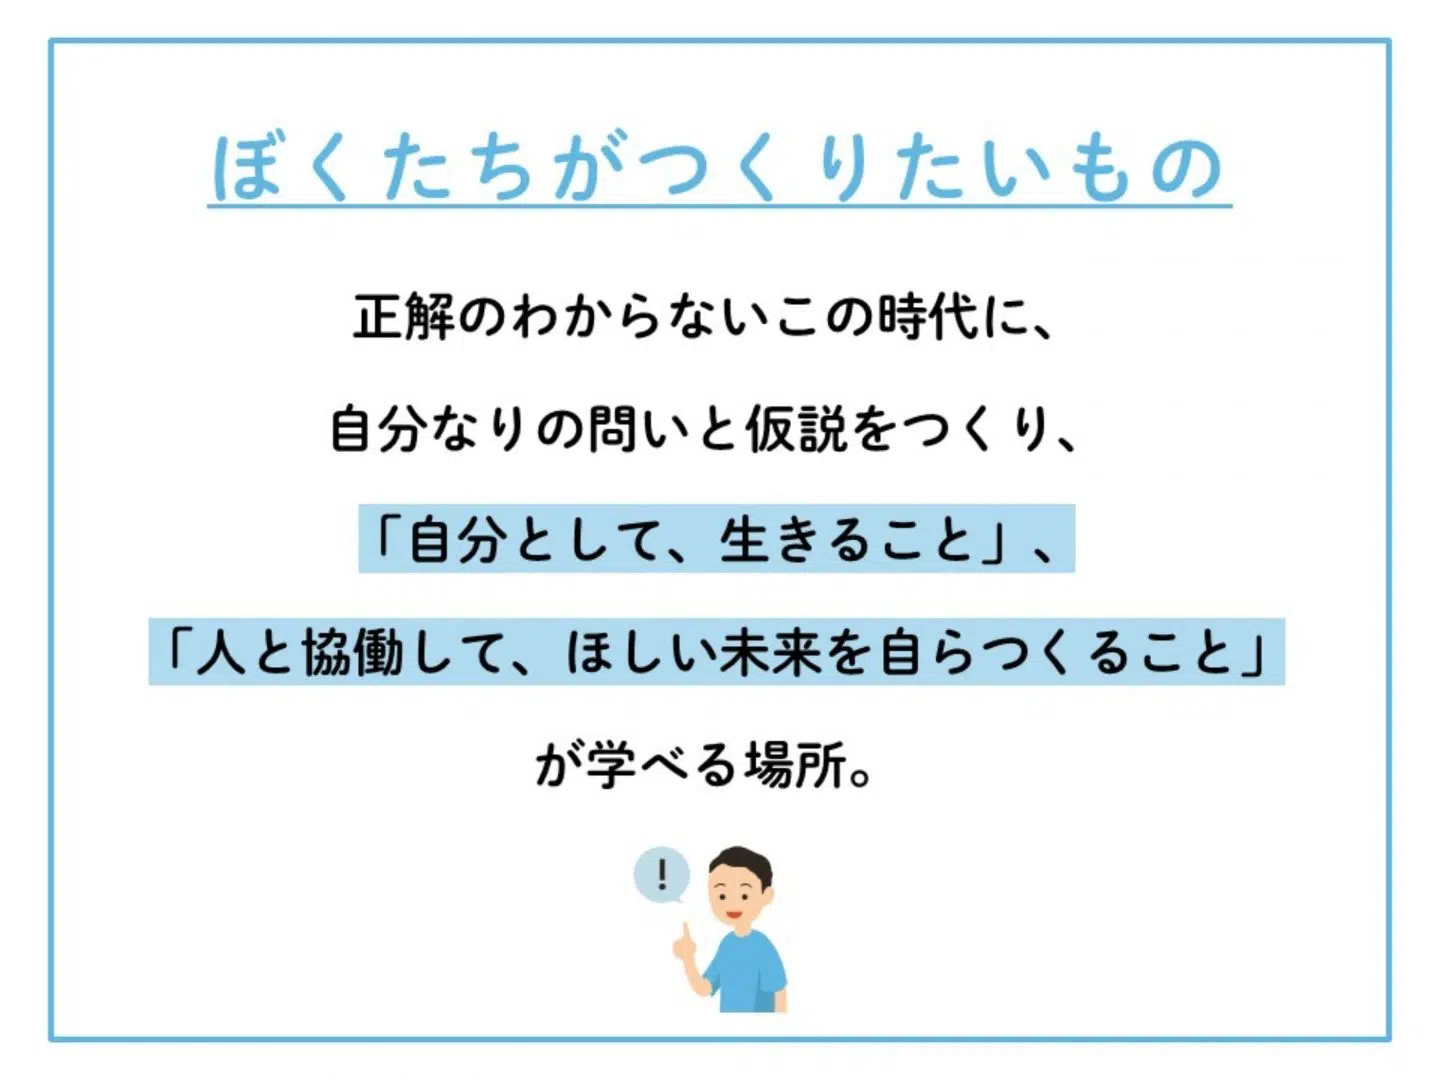 ぼくたちがつくりたいもの
正解のわからないこの時代に、
自分なりの問いと仮説をつくり、
「自分として、生きること」、
「人と協働して、ほしい未来を自らつくること」
が学べる場所。
!